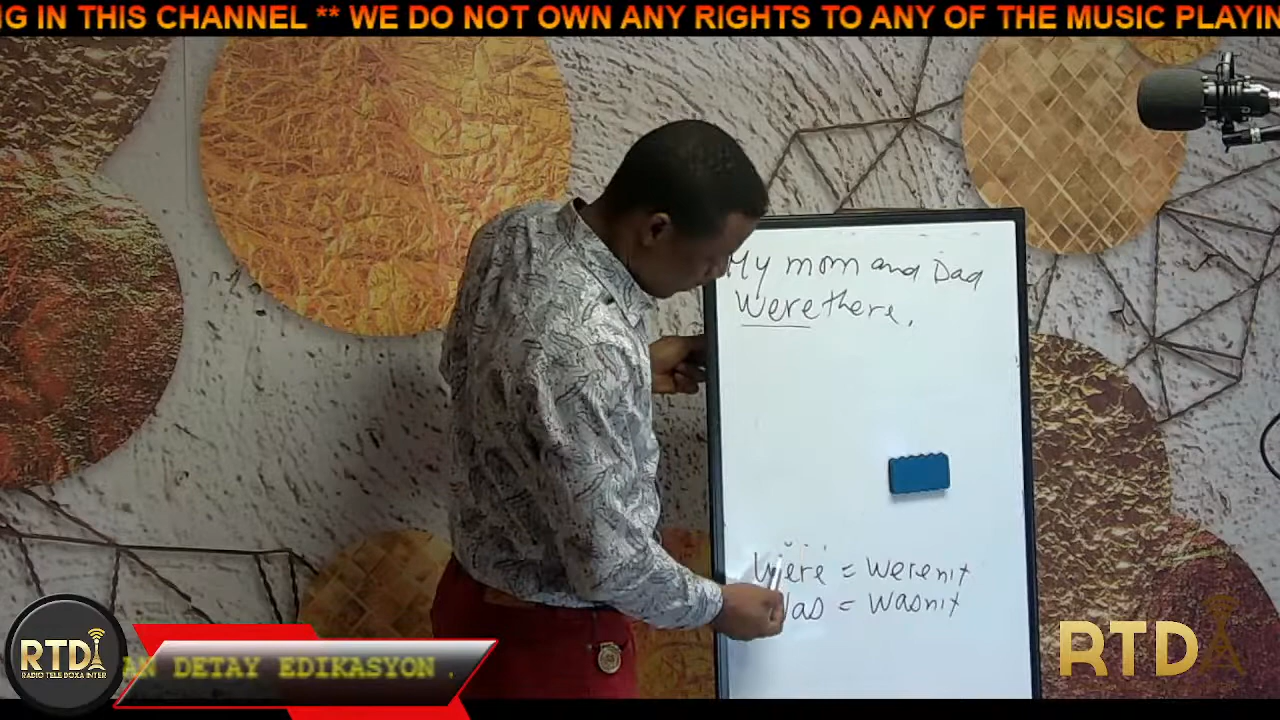 G IN THIS CHANNEL ** WE DO NOT OWN ANY RIGHTS TO ANY OF THE MUSIC PLAYIN
My mom and Dad
were there.
were = weren't
was = wasn't
RTDI
RADIO TELE DOXA INTER
AN DETAY EDIKASYON .
RTD